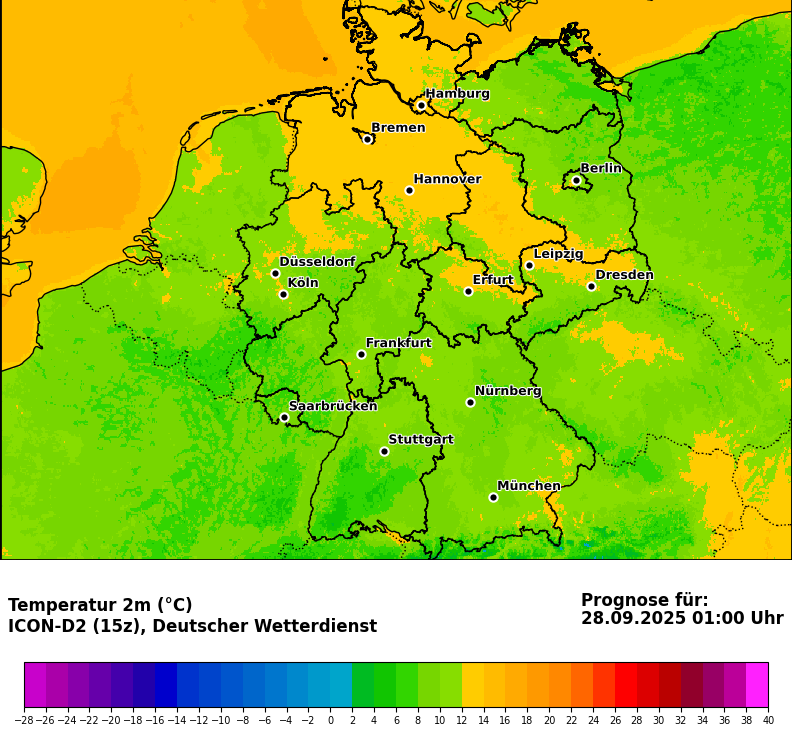 Hamburg
Bremen
Berlin
Hannover
Leipzig
Düsseldorf
Dresden
Köln
Erfurt
Frankfurt
Nürnberg
Saarbrücken
Stuttgart
München
Temperatur 2m (°C)
ICON-D2 (15z), Deutscher Wetterdienst
Prognose für:
28.09.2025 01:00 Uhr
−28 −26 −24 −22 −20 −18 −16 −14 −12 −10 −8 −6 −4 −2 0 2 4 6 8 10 12 14 16 18 20 22 24 26 28 30 32 34 36 38 40